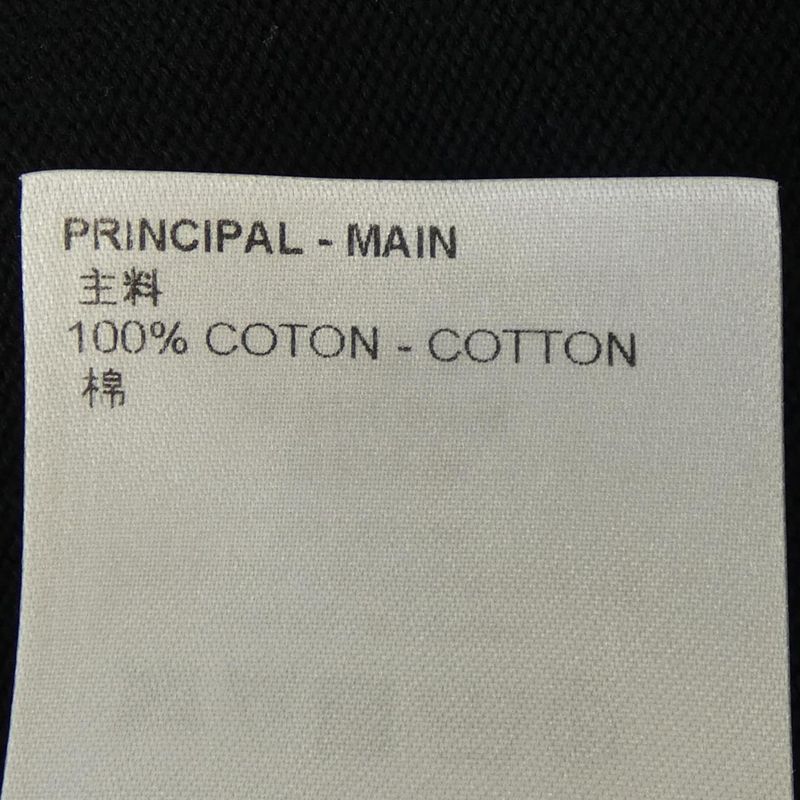 PRINCIPAL - MAIN
主料
100% COTON - COTTON
棉